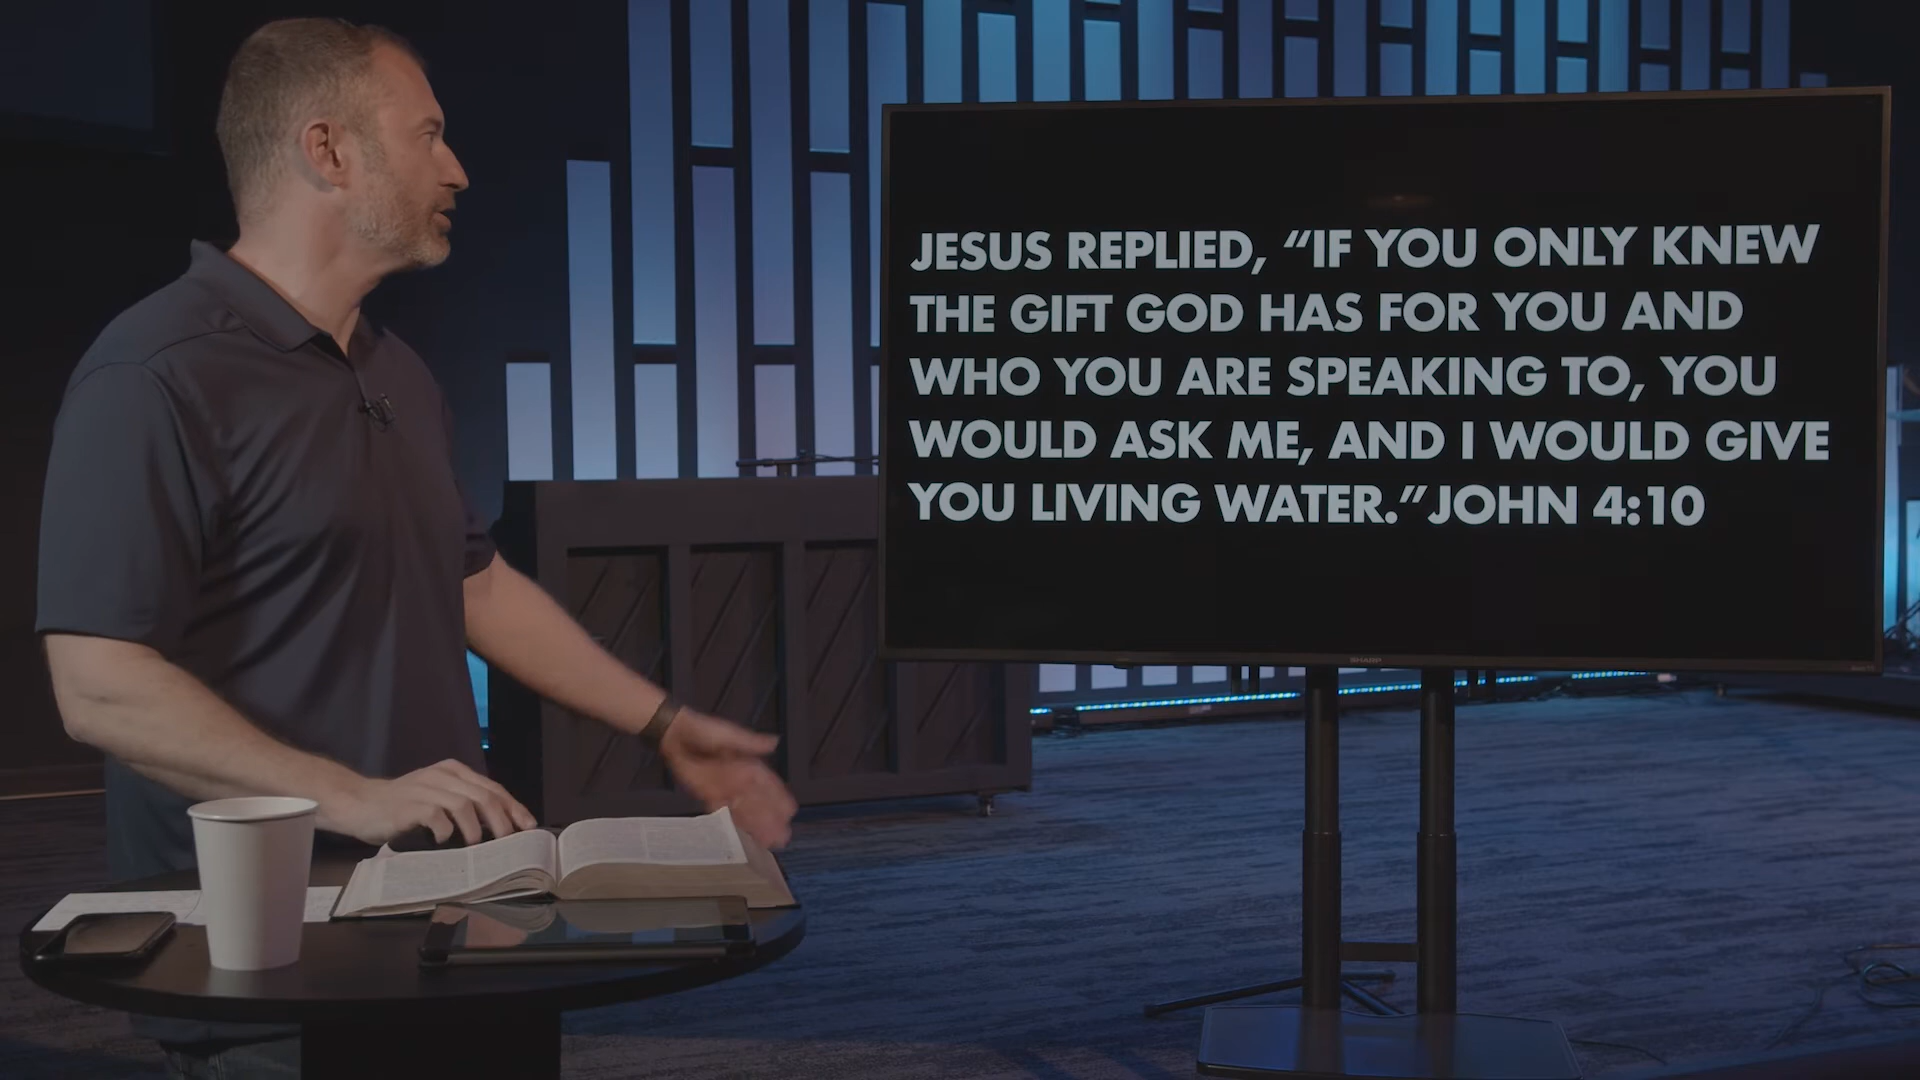 JESUS REPLIED, “IF YOU ONLY KNEW
THE GIFT GOD HAS FOR YOU AND
WHO YOU ARE SPEAKING TO, YOU
WOULD ASK ME, AND I WOULD GIVE
YOU LIVING WATER.”JOHN 4:10
SHARP